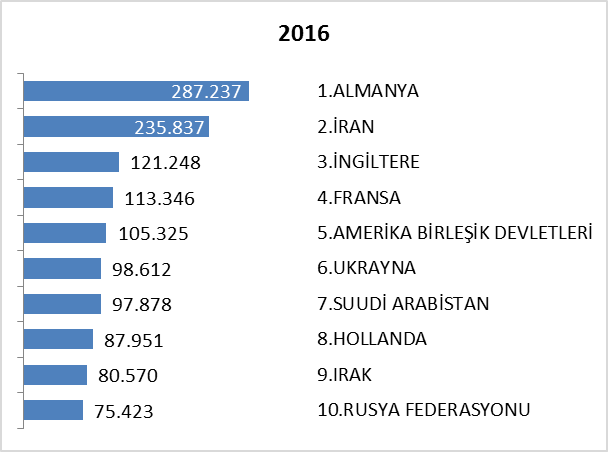 2016
287.237 1.ALMANYA
235.837 2.İRAN
121.248 3.İNGİLTERE
113.346 4.FRANSA
105.325 5.AMERİKA BİRLEŞİK DEVLETLERİ
98.612 6.UKRAYNA
97.878 7.SUUDİ ARABİSTAN
87.951 8.HOLLANDA
80.570 9.IRAK
75.423 10.RUSYA FEDERASYONU